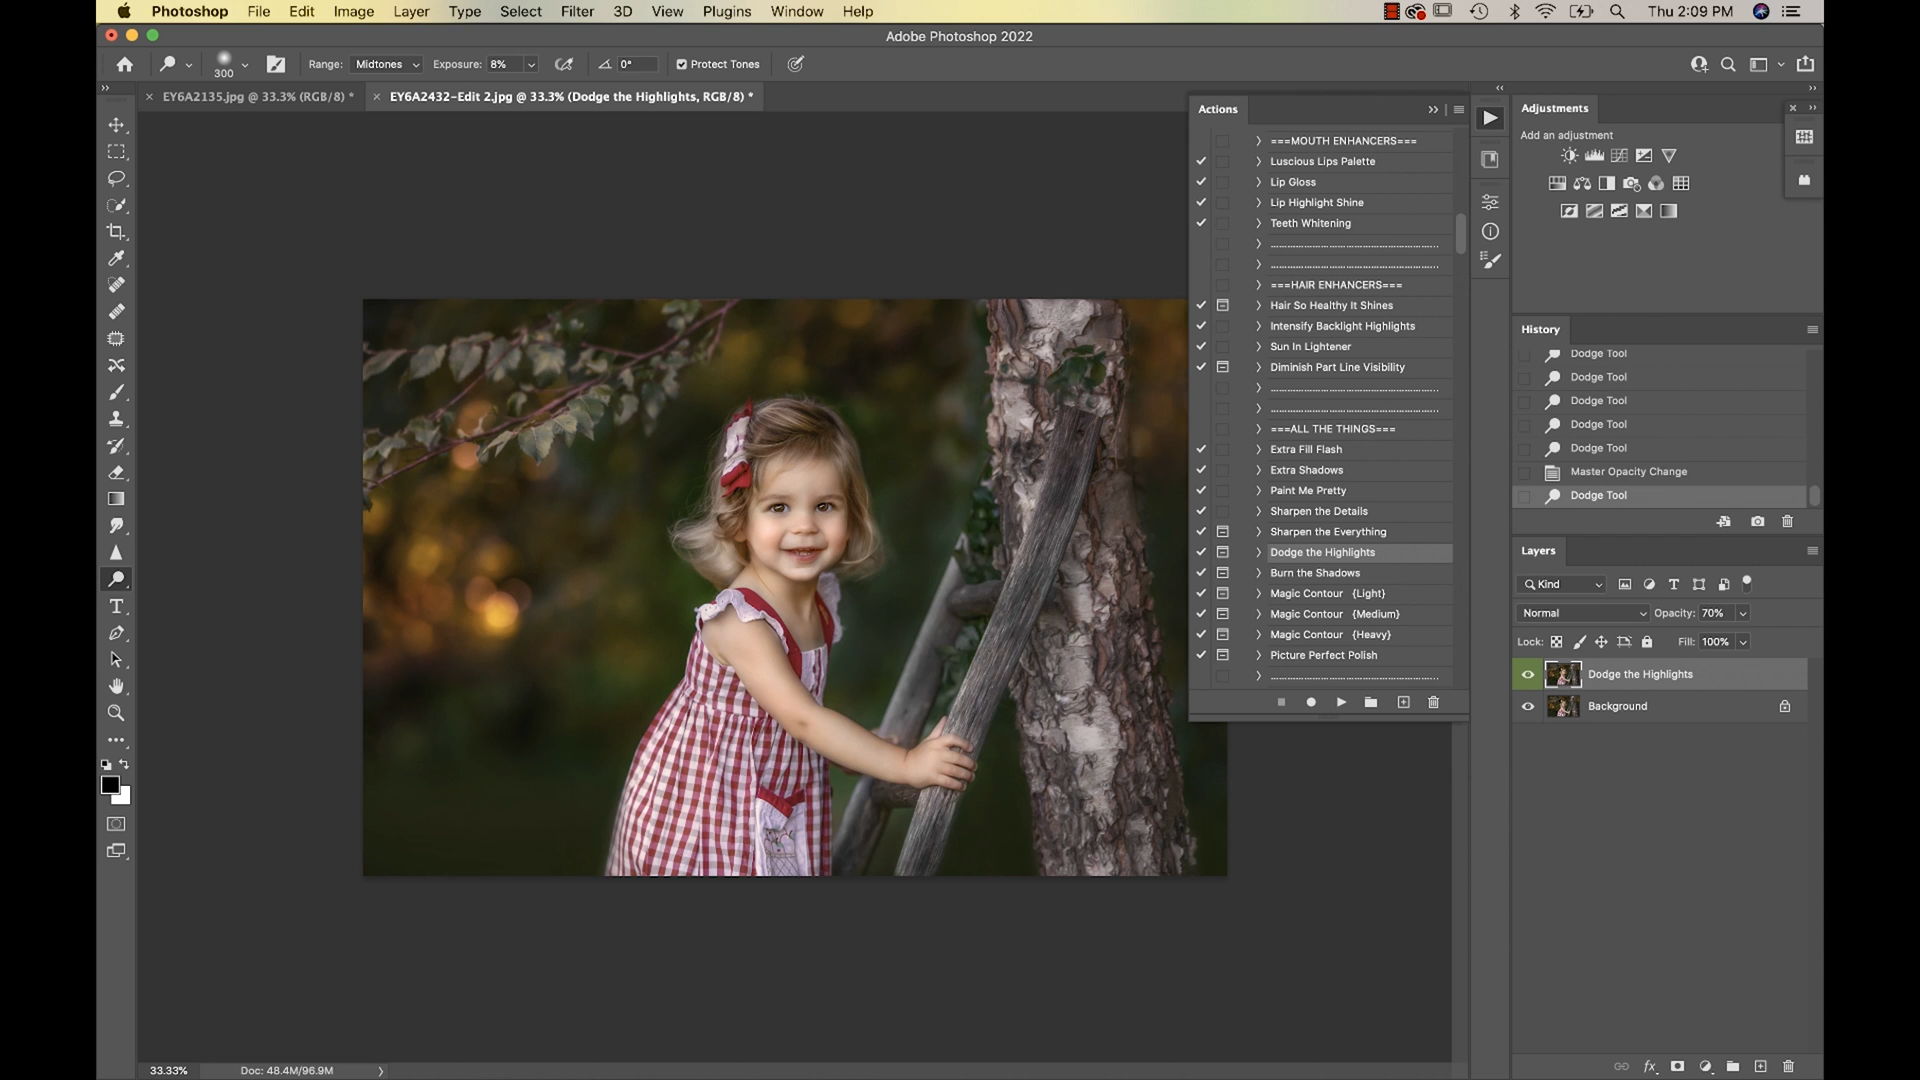 Photoshop File Edit Image Layer Type Select Filter 3D View Plugins Window Help Thu 2:09 PM
Adobe Photoshop 2022
300 Range: Midtones Exposure: 8% 0° Protect Tones
EY6A2135.jpg @ 33.3% (RGB/8) *
EY6A2432-Edit 2.jpg @ 33.3% (Dodge the Highlights, RGB/8) *
Actions
===MOUTH ENHANCERS===
Luscious Lips Palette
Lip Gloss
Lip Highlight Shine
Teeth Whitening
===HAIR ENHANCERS===
Hair So Healthy It Shines
Intensify Backlight Highlights
Sun In Lightener
Diminish Part Line Visibility
===ALL THE THINGS===
Extra Fill Flash
Extra Shadows
Paint Me Pretty
Sharpen the Details
Sharpen the Everything
Dodge the Highlights
Burn the Shadows
Magic Contour {Light}
Magic Contour {Medium}
Magic Contour {Heavy}
Picture Perfect Polish
Adjustments
Add an adjustment
History
Dodge Tool
Dodge Tool
Dodge Tool
Dodge Tool
Dodge Tool
Master Opacity Change
Dodge Tool
Layers
Kind
Normal Opacity: 70%
Lock: Fill: 100%
Dodge the Highlights
Background
33.33% Doc: 48.4M/96.9M